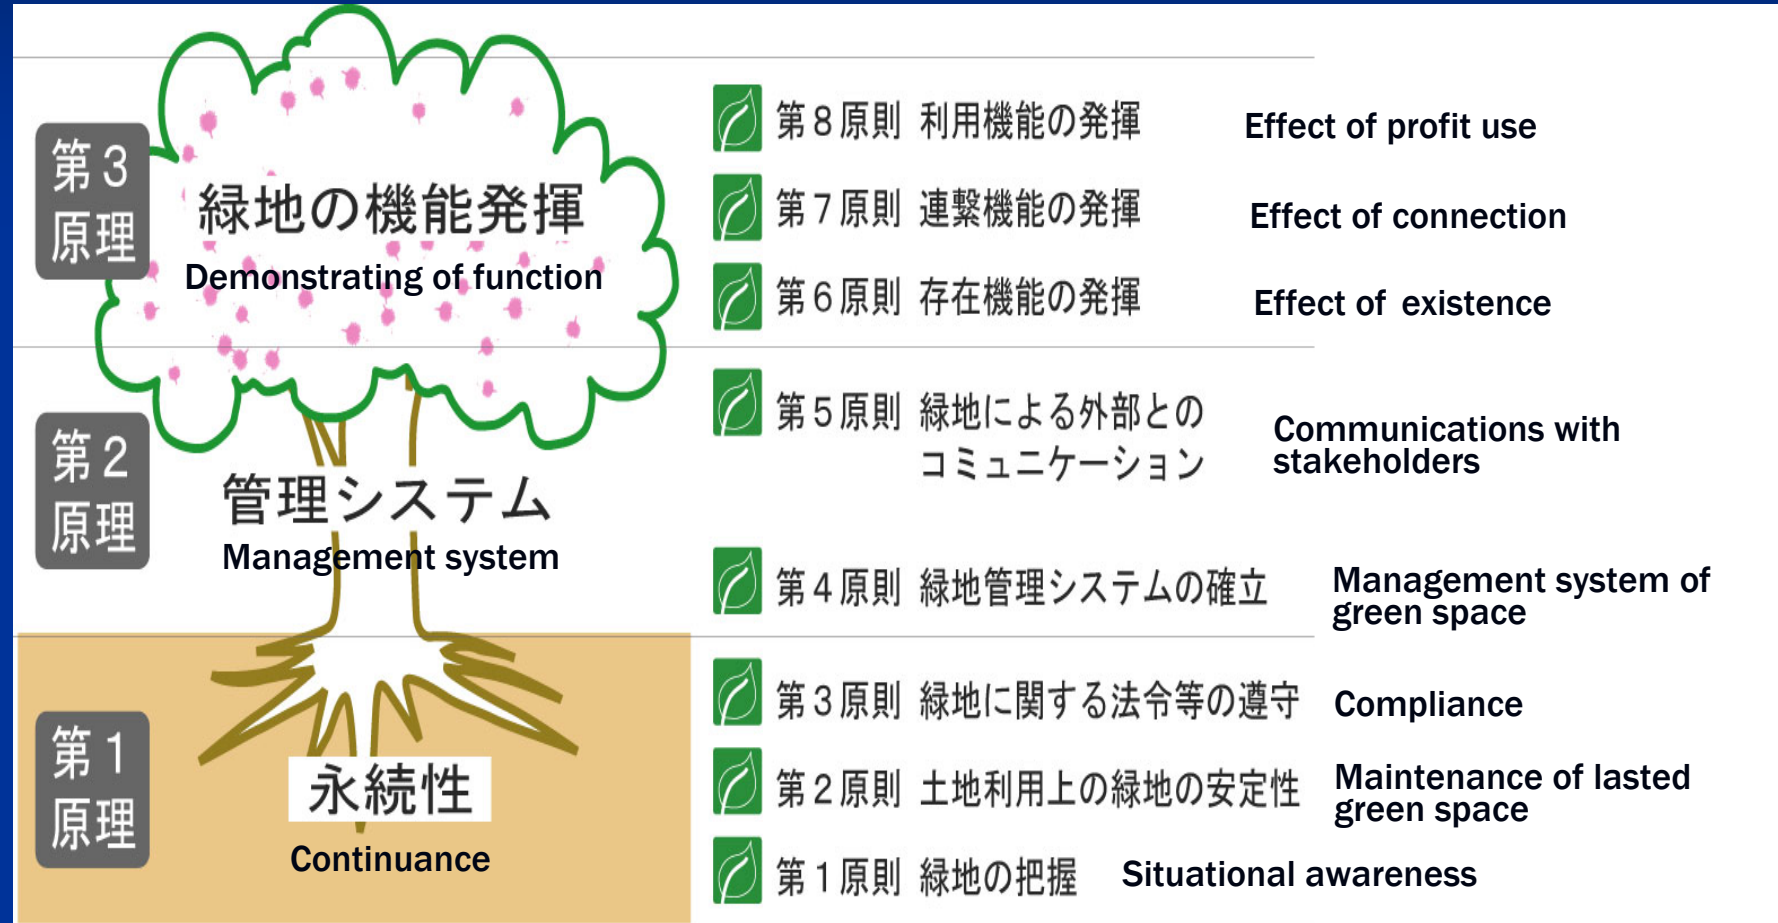 第3
原理
緑地の機能発揮
Demonstrating of function
第8原則 利用機能の発揮
Effect of profit use
第7原則 連繋機能の発揮
Effect of connection
第6原則 存在機能の発揮
Effect of existence
第2
原理
管理システム
Management system
第5原則 緑地による外部との
コミュニケーション
Communications with
stakeholders
第4原則 緑地管理システムの確立
Management system of
green space
第1
原理
永続性
Continuance
第3原則 緑地に関する法令等の遵守
Compliance
第2原則 土地利用上の緑地の安定性
Maintenance of lasted
green space
第1原則 緑地の把握
Situational awareness